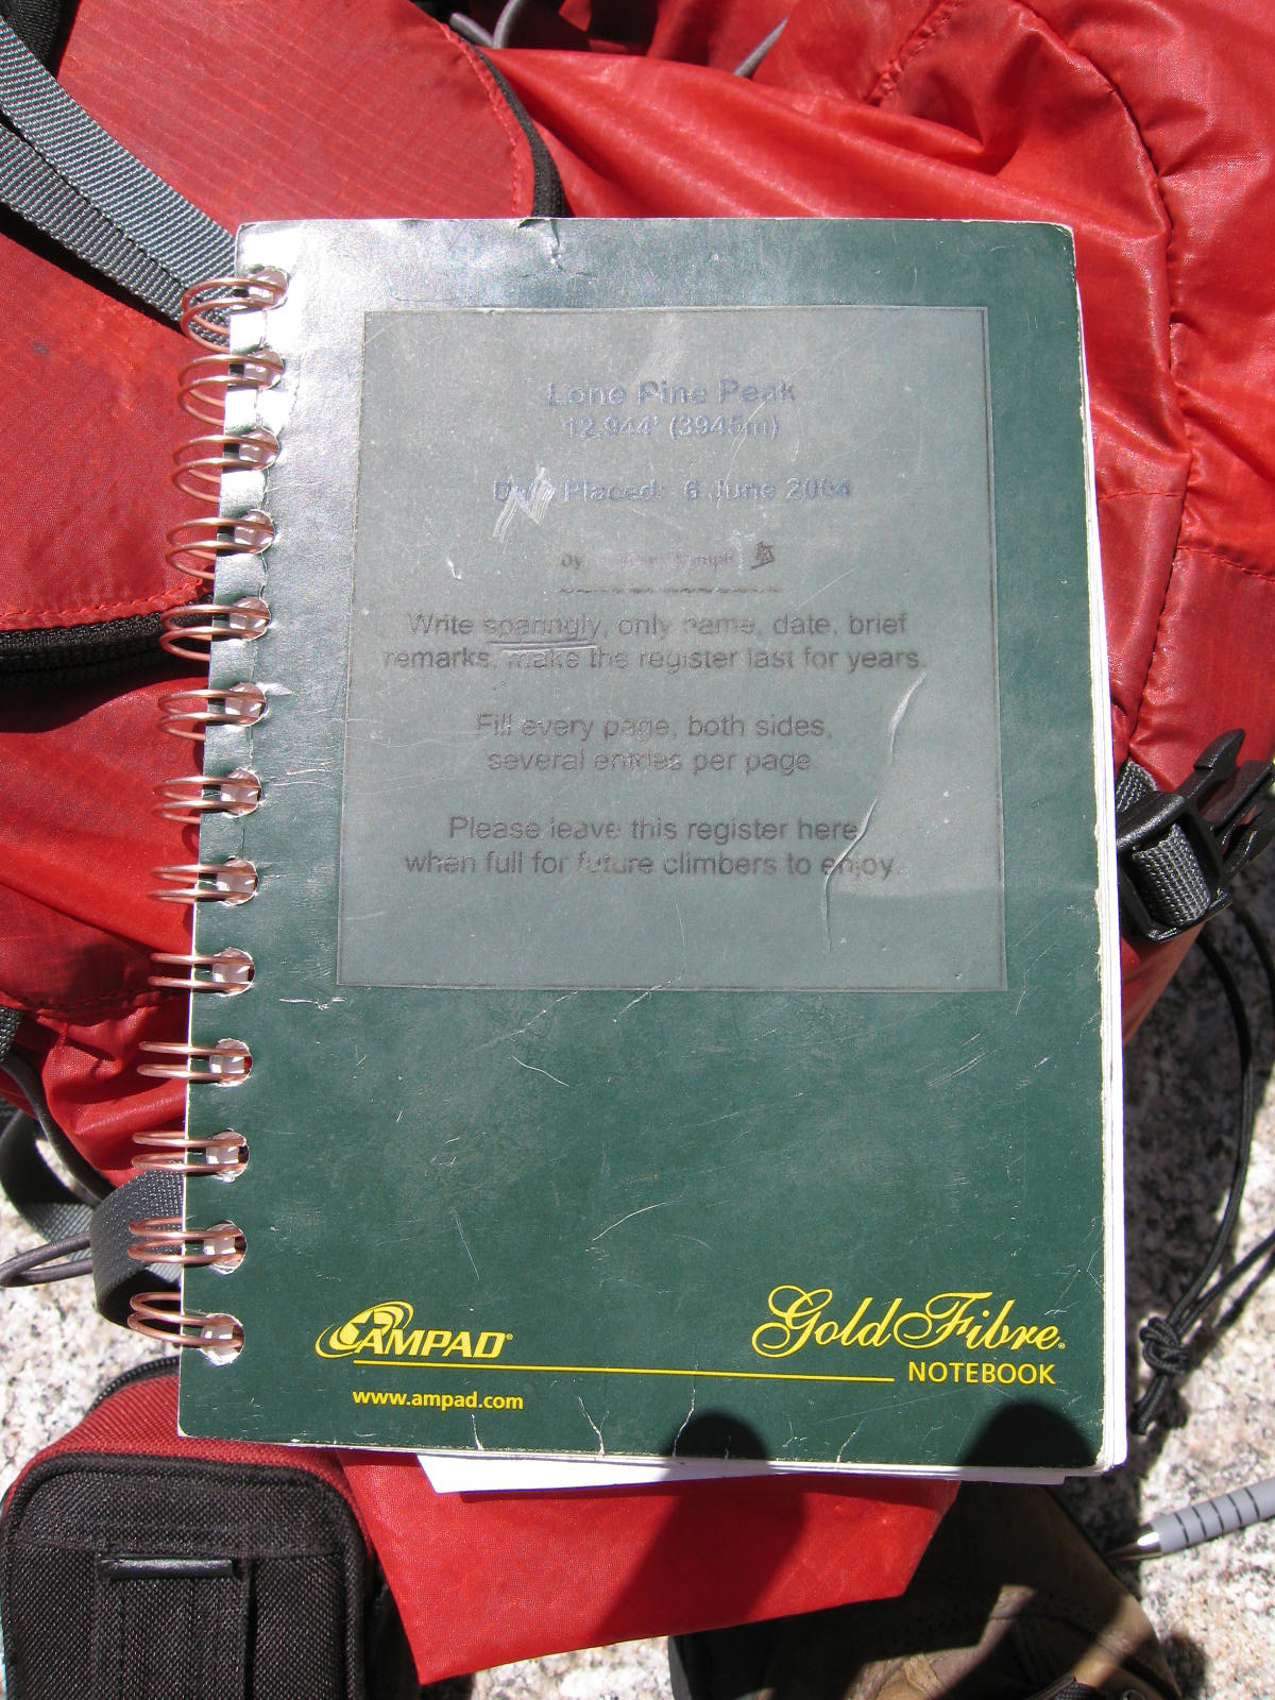 Lone Pine Peak
12,944' (3945m)
Date Placed: 6 June 2004
by
Write sparingly, only name, date, brief
remarks, make the register last for years.
Fill every page, both sides,
several entries per page
Please leave this register here
when full for future climbers to enjoy.
AMPAD®
www.ampad.com
Gold Fibre®
NOTEBOOK